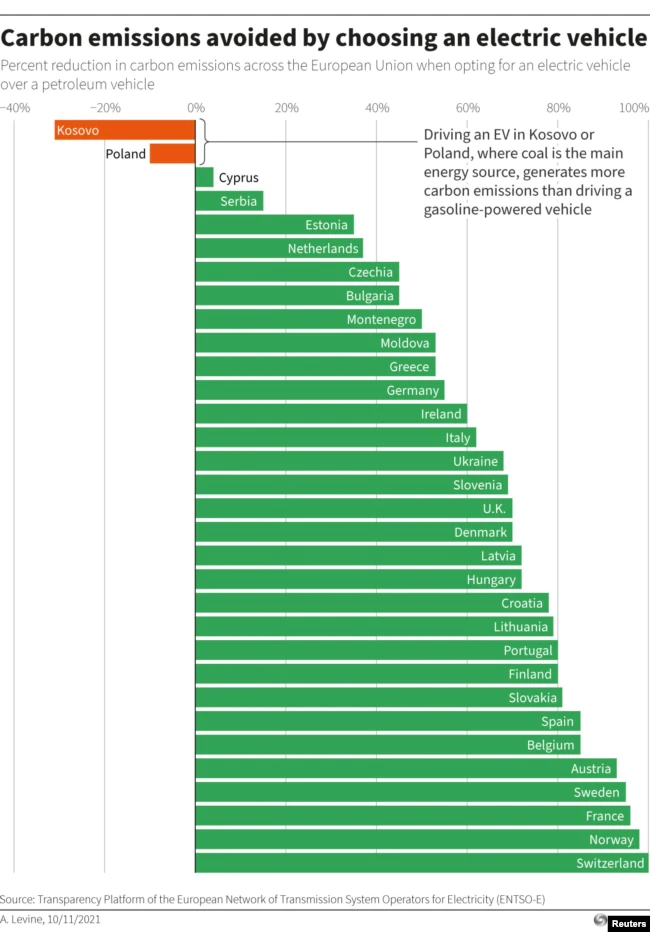 Carbon emissions avoided by choosing an electric vehicle
Percent reduction in carbon emissions across the European Union when opting for an electric vehicle
over a petroleum vehicle
−40% −20% 0% 20% 40% 60% 80% 100%
Kosovo
Poland
Driving an EV in Kosovo or
Poland, where coal is the main
energy source, generates more
carbon emissions than driving a
gasoline-powered vehicle
Cyprus
Serbia
Estonia
Netherlands
Czechia
Bulgaria
Montenegro
Moldova
Greece
Germany
Ireland
Italy
Ukraine
Slovenia
U.K.
Denmark
Latvia
Hungary
Croatia
Lithuania
Portugal
Finland
Slovakia
Spain
Belgium
Austria
Sweden
France
Norway
Switzerland
Source: Transparency Platform of the European Network of Transmission System Operators for Electricity (ENTSO-E)
A. Levine, 10/11/2021
Reuters